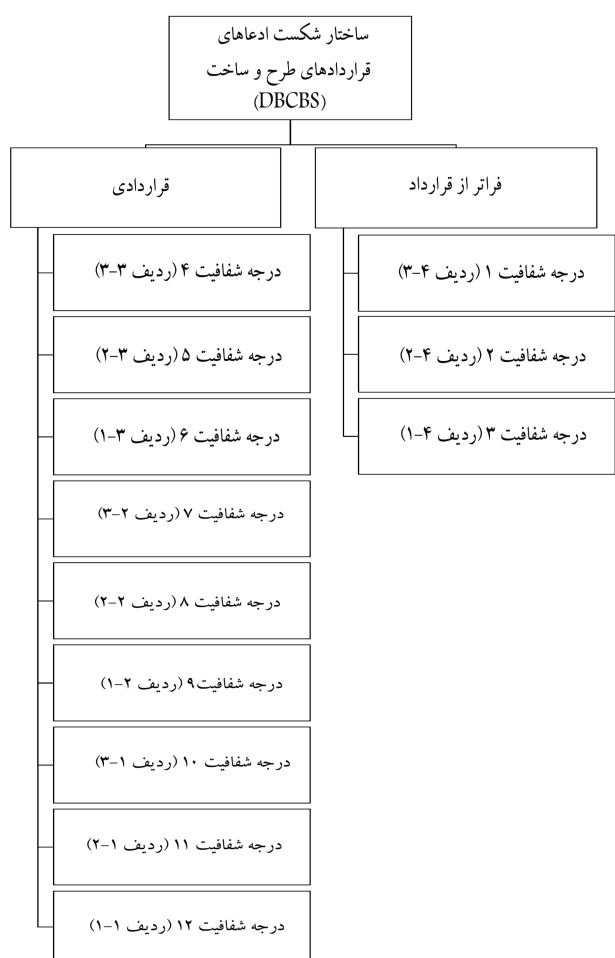 ساختار شکست ادعاهای
قراردادهای طرح و ساخت
(DBCBS)
فراتر از قرارداد
درجه شفافیت ۱ (ردیف ۴-۳)
درجه شفافیت ۲ (ردیف ۴-۲)
درجه شفافیت ۳ (ردیف ۴-۱)
قراردادی
درجه شفافیت ۴ (ردیف ۳-۳)
درجه شفافیت ۵ (ردیف ۳-۲)
درجه شفافیت ۶ (ردیف ۳-۱)
درجه شفافیت ۷ (ردیف ۲-۳)
درجه شفافیت ۸ (ردیف ۲-۲)
درجه شفافیت۹ (ردیف ۲-۱)
درجه شفافیت ۱۰ (ردیف ۱-۳)
درجه شفافیت ۱۱ (ردیف ۱-۲)
درجه شفافیت ۱۲ (ردیف ۱-۱)